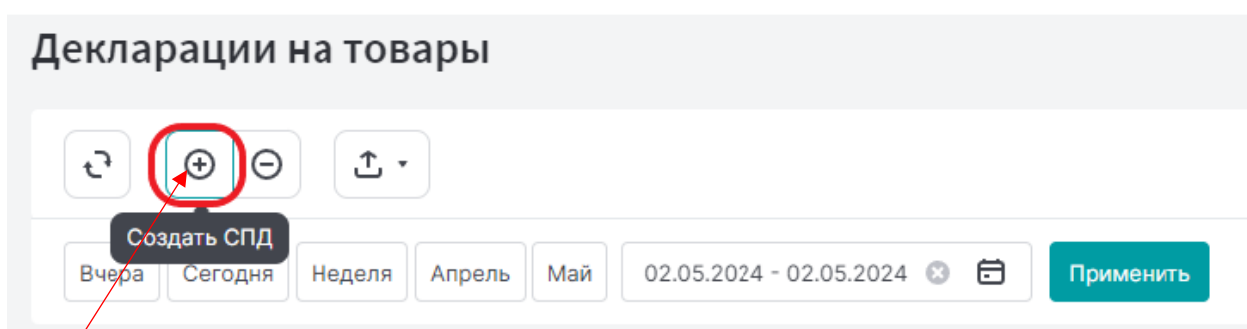 Декларации на товары
Создать СПД
Вчера Сегодня Неделя Апрель Май 02.05.2024 - 02.05.2024 Применить